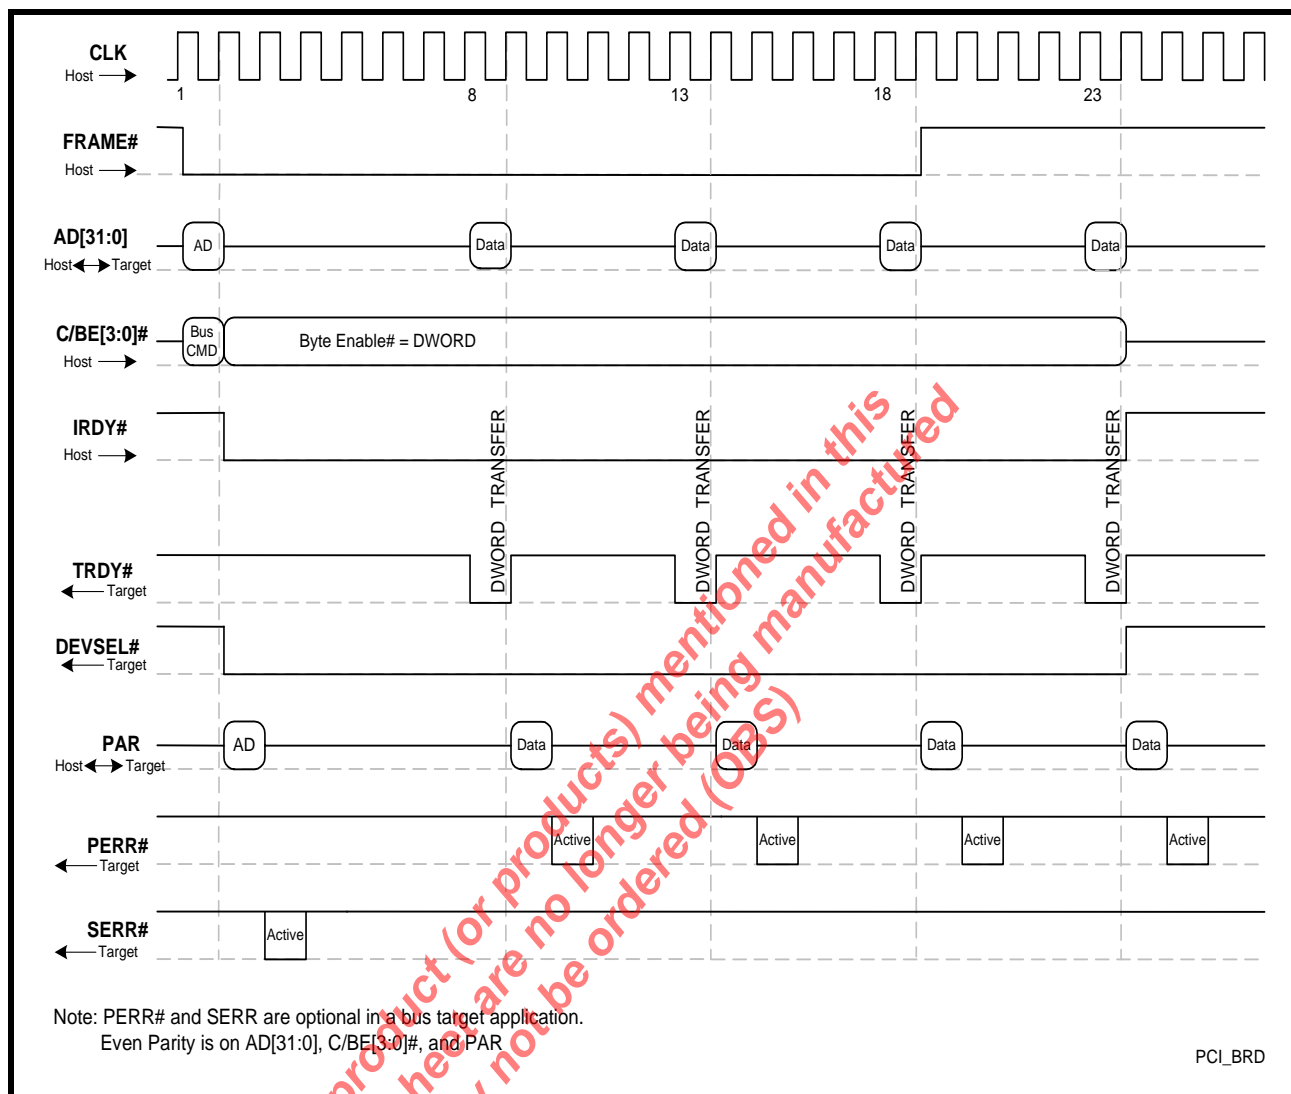 CLK
Host
1 8 13 18 23
FRAME#
Host
AD[31:0]
Host Target
AD Data Data Data Data
C/BE[3:0]#
Host
Bus
CMD
Byte Enable# = DWORD
IRDY#
Host
DWORD TRANSFER
DWORD TRANSFER
DWORD TRANSFER
DWORD TRANSFER
TRDY#
Target
DEVSEL#
Target
PAR
Host Target
AD Data Data Data Data
PERR#
Target
Active Active Active Active
SERR#
Target
Active
Note: PERR# and SERR are optional in a bus target application.
Even Parity is on AD[31:0], C/BE[3:0]#, and PAR
PCI_BRD
product (or products) mentioned in this
sheet are no longer being manufactured
y not be ordered (OBS)